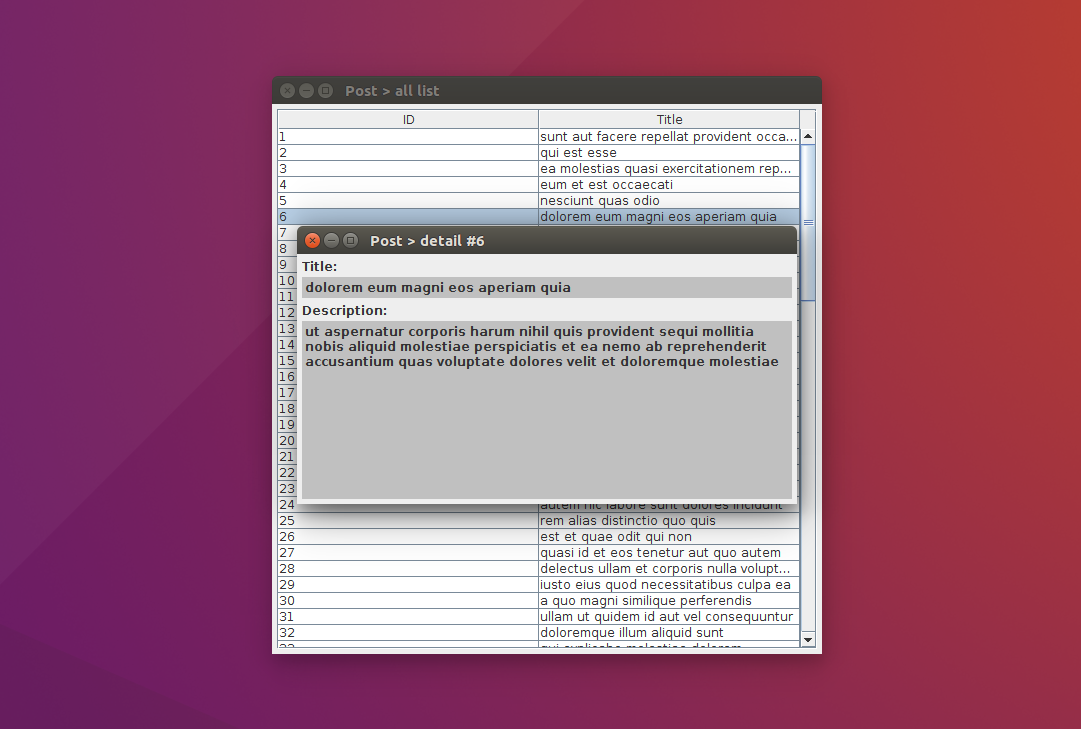 Post > all list
ID Title
1 sunt aut facere repellat provident occa...
2 qui est esse
3 ea molestias quasi exercitationem rep...
4 eum et est occaecati
5 nesciunt quas odio
6 dolorem eum magni eos aperiam quia
7
8
9
10
11
12
13
14
15
16
17
18
19
20
21
22
23
Post > detail #6
Title:
dolorem eum magni eos aperiam quia
Description:
ut aspernatur corporis harum nihil quis provident sequi mollitia
nobis aliquid molestiae perspiciatis et ea nemo ab reprehenderit
accusantium quas voluptate dolores velit et doloremque molestiae
24 autem hic labore sunt dolores incidunt
25 rem alias distinctio quo quis
26 est et quae odit qui non
27 quasi id et eos tenetur aut quo autem
28 delectus ullam et corporis nulla volupt...
29 iusto eius quod necessitatibus culpa ea
30 a quo magni similique perferendis
31 ullam ut quidem id aut vel consequuntur
32 doloremque illum aliquid sunt
33 qui explicabo molestiae dolorem